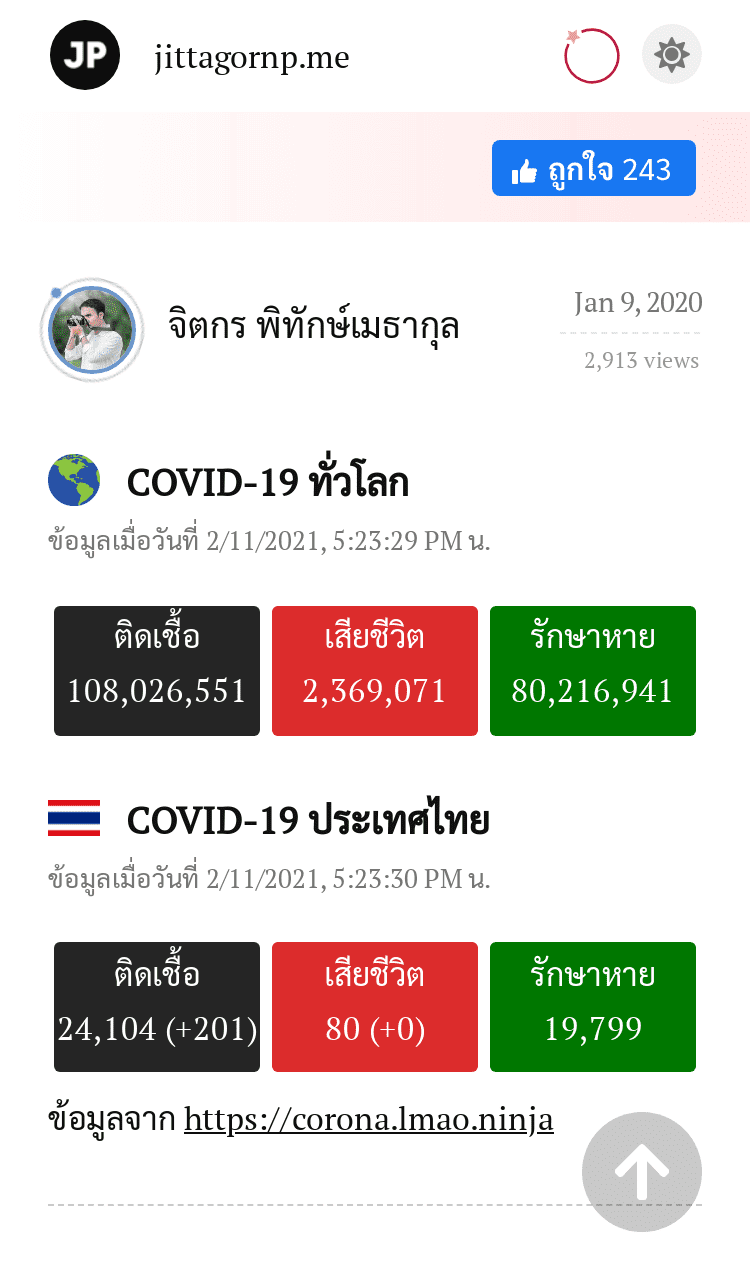 JP jittagornp.me
ถูกใจ 243
จิตกร พิทักษ์เมธากุล
Jan 9, 2020
2,913 views
COVID-19 ทั่วโลก
ข้อมูลเมื่อวันที่ 2/11/2021, 5:23:29 PM น.
ติดเชื้อ เสียชีวิต รักษาหาย
108,026,551 2,369,071 80,216,941
COVID-19 ประเทศไทย
ข้อมูลเมื่อวันที่ 2/11/2021, 5:23:30 PM น.
ติดเชื้อ เสียชีวิต รักษาหาย
24,104 (+201) 80 (+0) 19,799
ข้อมูลจาก https://corona.lmao.ninja